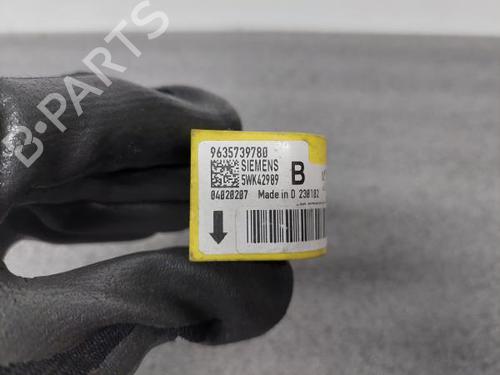 B-PARTS
9635739780
SIEMENS
5WK42989
B
04020207 Made in D 230102